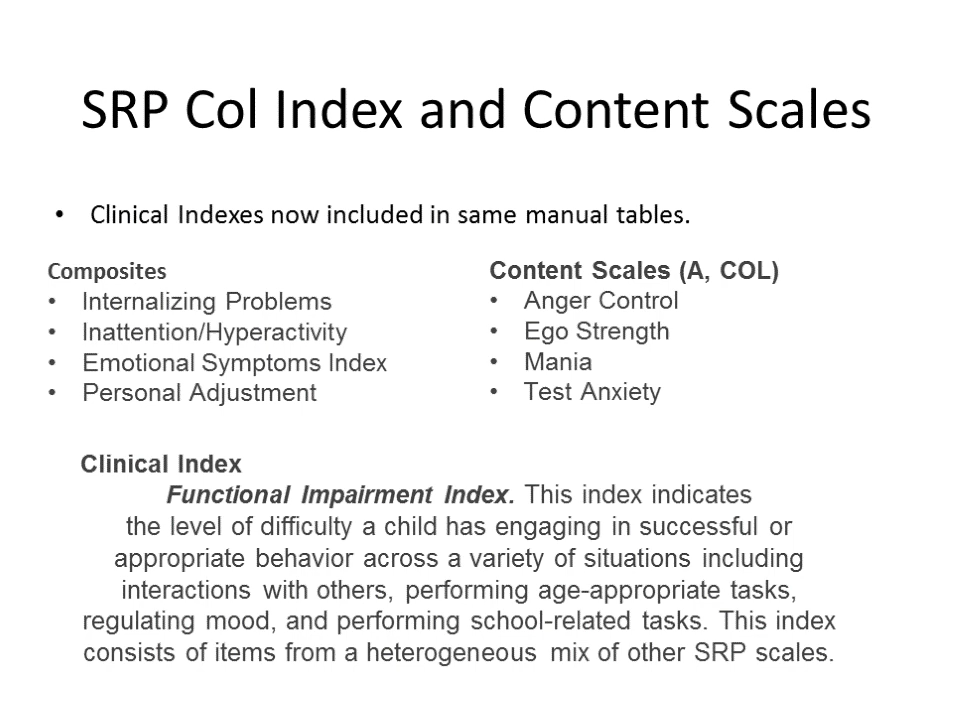 SRP Col Index and Content Scales
• Clinical Indexes now included in same manual tables.
Composites
• Internalizing Problems
• Inattention/Hyperactivity
• Emotional Symptoms Index
• Personal Adjustment
Content Scales (A, COL)
• Anger Control
• Ego Strength
• Mania
• Test Anxiety
Clinical Index
Functional Impairment Index. This index indicates
the level of difficulty a child has engaging in successful or
appropriate behavior across a variety of situations including
interactions with others, performing age-appropriate tasks,
regulating mood, and performing school-related tasks. This index
consists of items from a heterogeneous mix of other SRP scales.